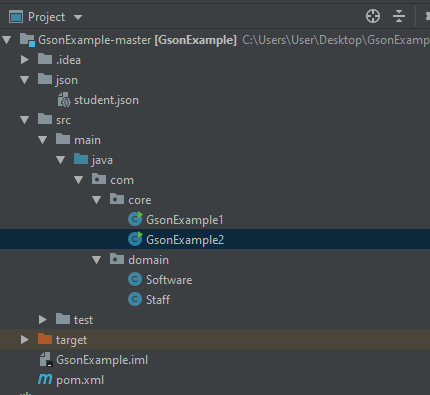 Project
GsonExample-master [GsonExample] C:\Users\User\Desktop\GsonExamp
.idea
json
student.json
src
main
java
com
core
GsonExample1
GsonExample2
domain
Software
Staff
test
target
GsonExample.iml
pom.xml